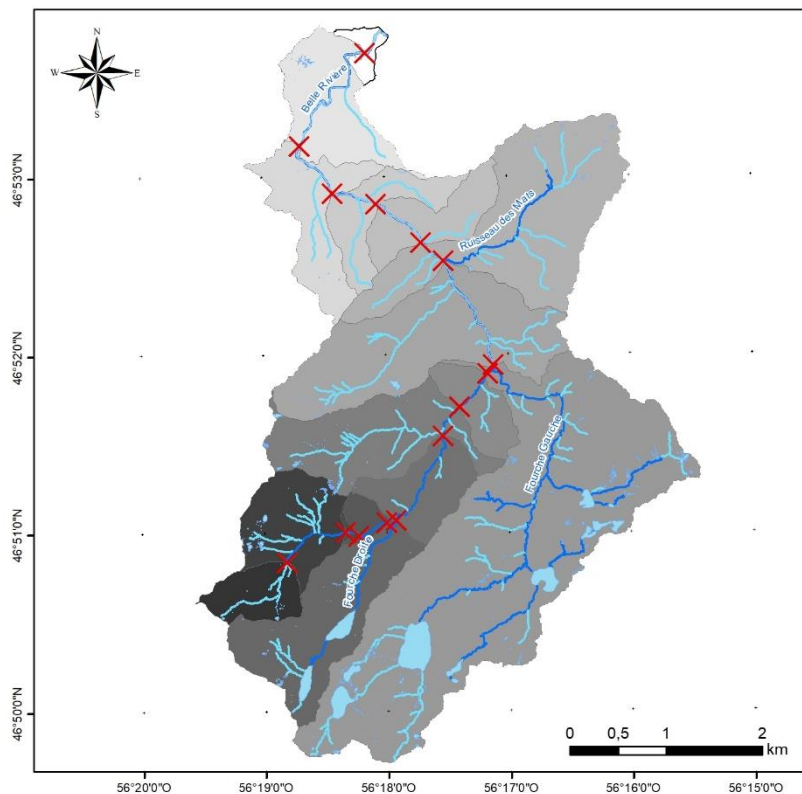 N
W E
S
Belle Rivière
46°53'0"N
Ruisseau des Mats
46°52'0"N
Fourche Gauche
46°51'0"N
Fourche Droite
46°50'0"N
0 0,5 1 2
km
56°20'0"O 56°19'0"O 56°18'0"O 56°17'0"O 56°16'0"O 56°15'0"O